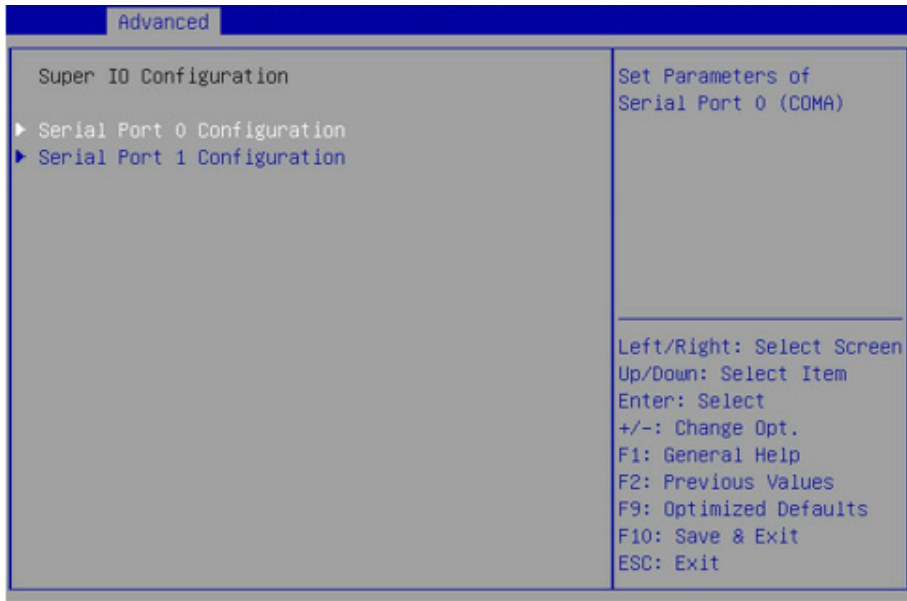 Advanced
Super IO Configuration
Serial Port 0 Configuration
Serial Port 1 Configuration
Set Parameters of
Serial Port 0 (COMA)
Left/Right: Select Screen
Up/Down: Select Item
Enter: Select
+/-: Change Opt.
F1: General Help
F2: Previous Values
F9: Optimized Defaults
F10: Save & Exit
ESC: Exit